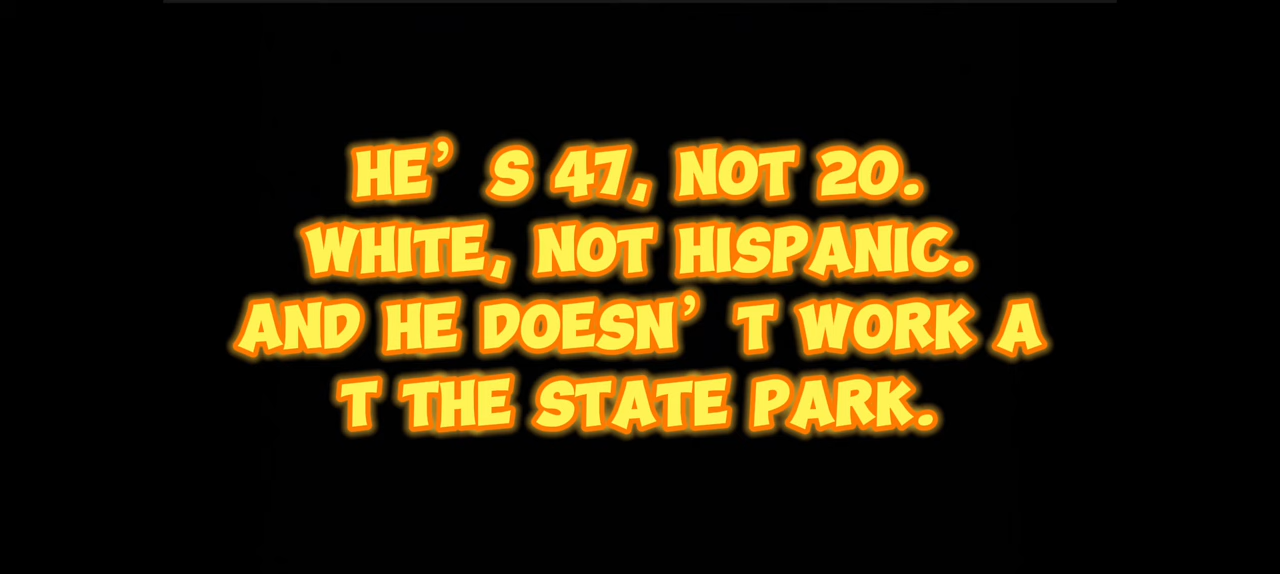 HE’S 47, NOT 20.
WHITE, NOT HISPANIC.
AND HE DOESN’T WORK A
T THE STATE PARK.